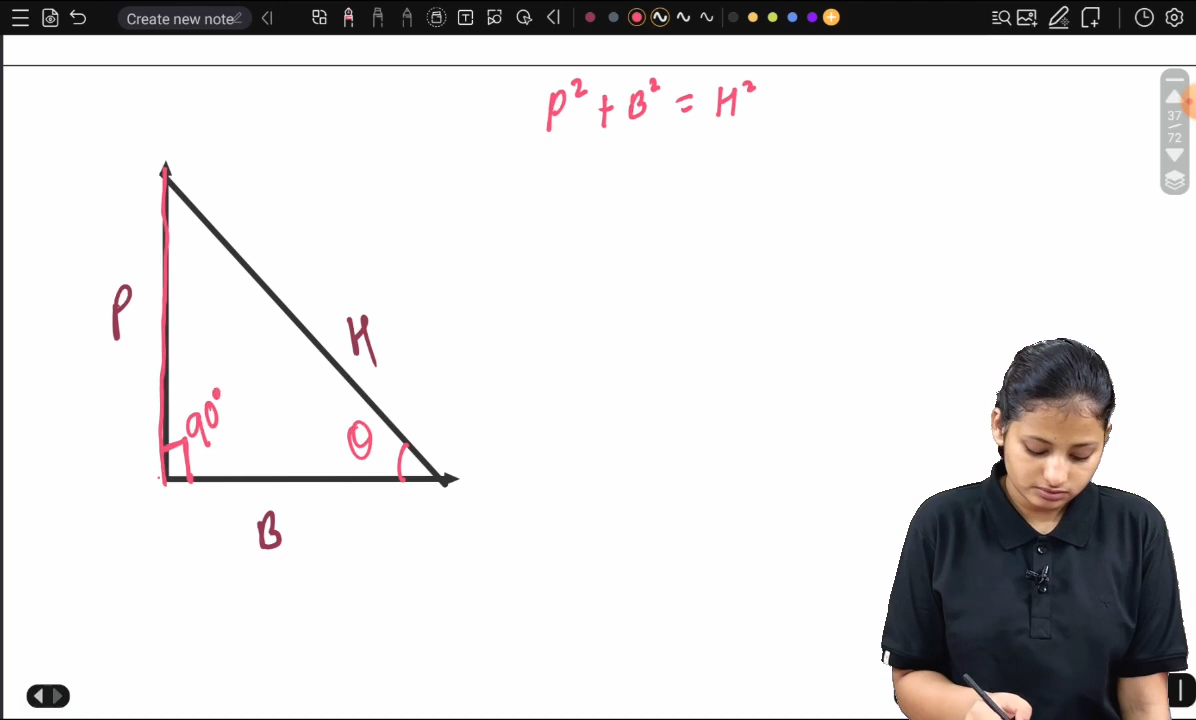 Create new note
P² + B² = H²
37
72
P
H
90°
θ
B